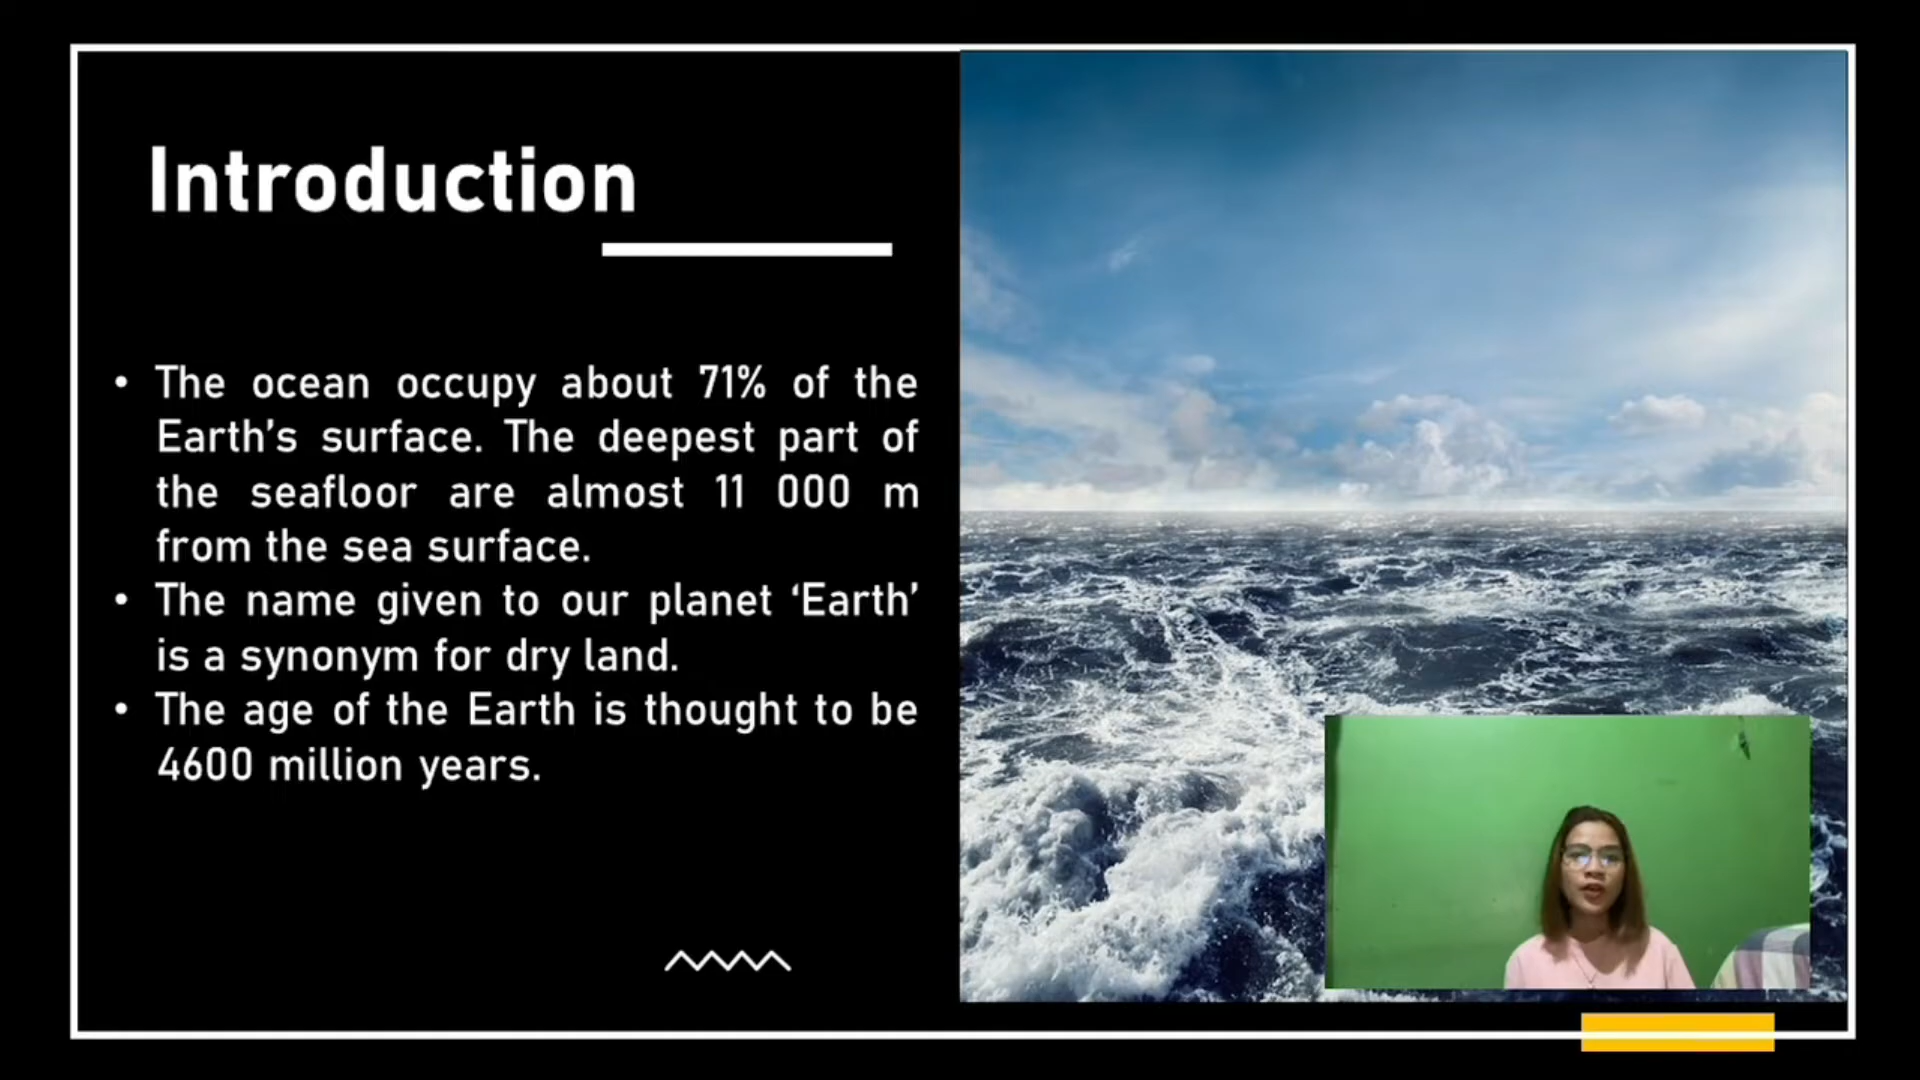 Introduction
• The ocean occupy about 71% of the
Earth’s surface. The deepest part of
the seafloor are almost 11 000 m
from the sea surface.
• The name given to our planet ‘Earth’
is a synonym for dry land.
• The age of the Earth is thought to be
4600 million years.